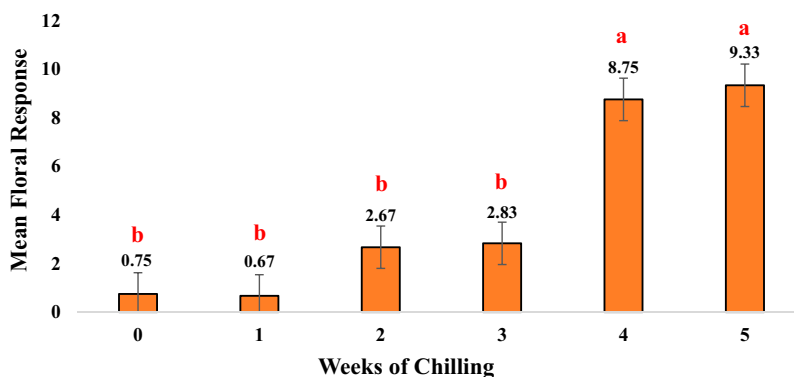 12
10
8
6
4
2
0
Mean Floral Response
b
0.75
b
0.67
b
2.67
b
2.83
a
8.75
a
9.33
0 1 2 3 4 5
Weeks of Chilling